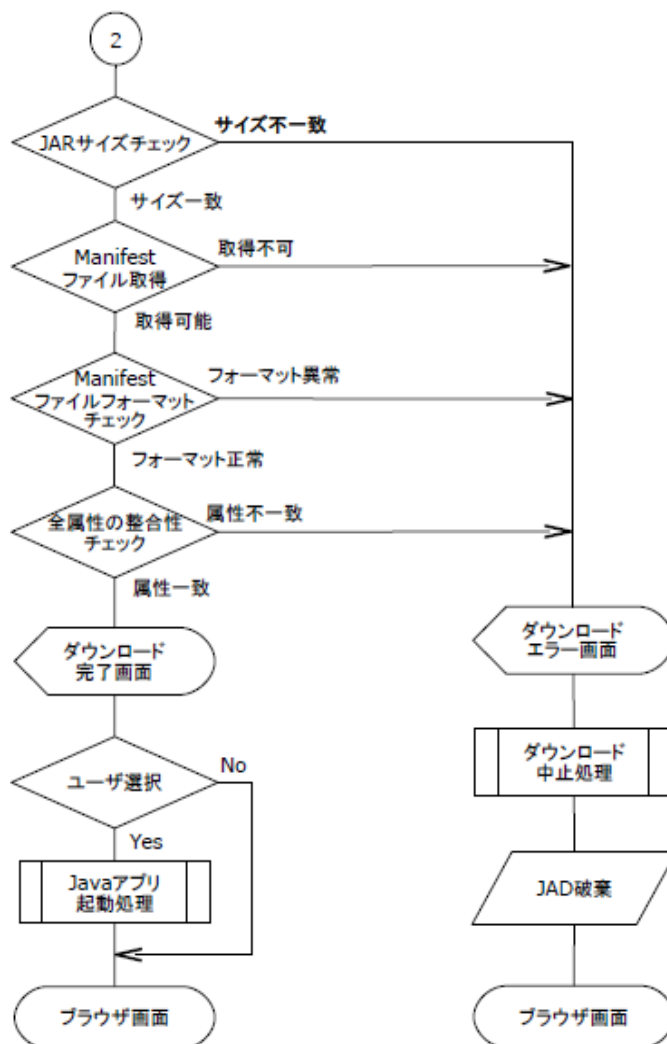 2
JARサイズチェック
サイズ不一致
サイズ一致
Manifest
ファイル取得
取得不可
取得可能
Manifest
ファイルフォーマット
チェック
フォーマット異常
フォーマット正常
全属性の整合性
チェック
属性不一致
属性一致
ダウンロード
完了画面
ダウンロード
エラー画面
ユーザ選択
No
Yes
ダウンロード
中止処理
Javaアプリ
起動処理
JAD破棄
ブラウザ画面
ブラウザ画面